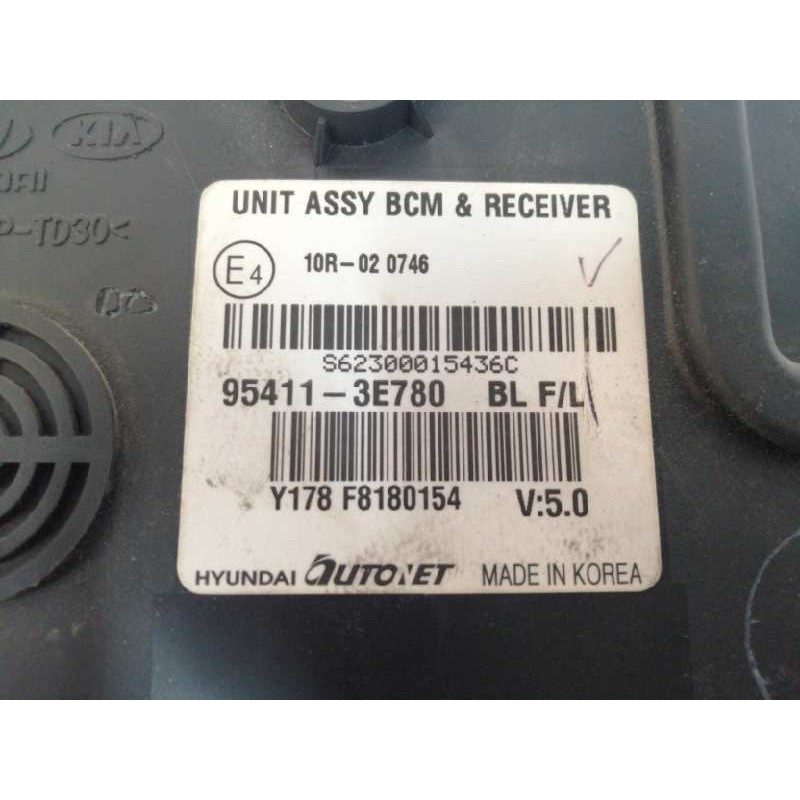 KIA
P-TD30<
UNIT ASSY BCM & RECEIVER
E4
10R-02 0746
S62300015436C
95411-3E780 BL F/L
Y178 F8180154 V:5.0
HYUNDAI AUTONET MADE IN KOREA